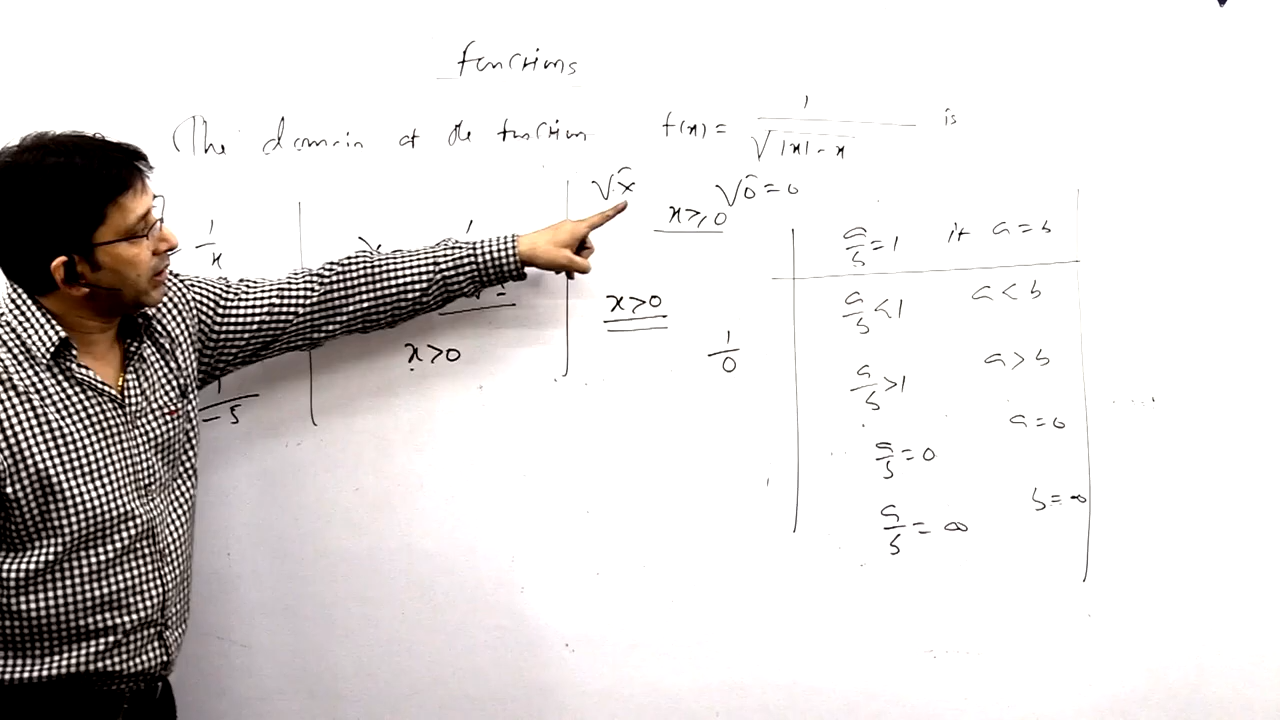 Functions
The domain of the function f(x) = 1/√(|x| - x) is
√x √0 = 0
x ≥ 0
1/x
x > 0
x > 0
1/0
1/-5
a/b = 1 if a = b
a/b < 1 a < b
a/b > 1 a > b
a/b = 0 a = 0
a/b = ∞ b = ∞